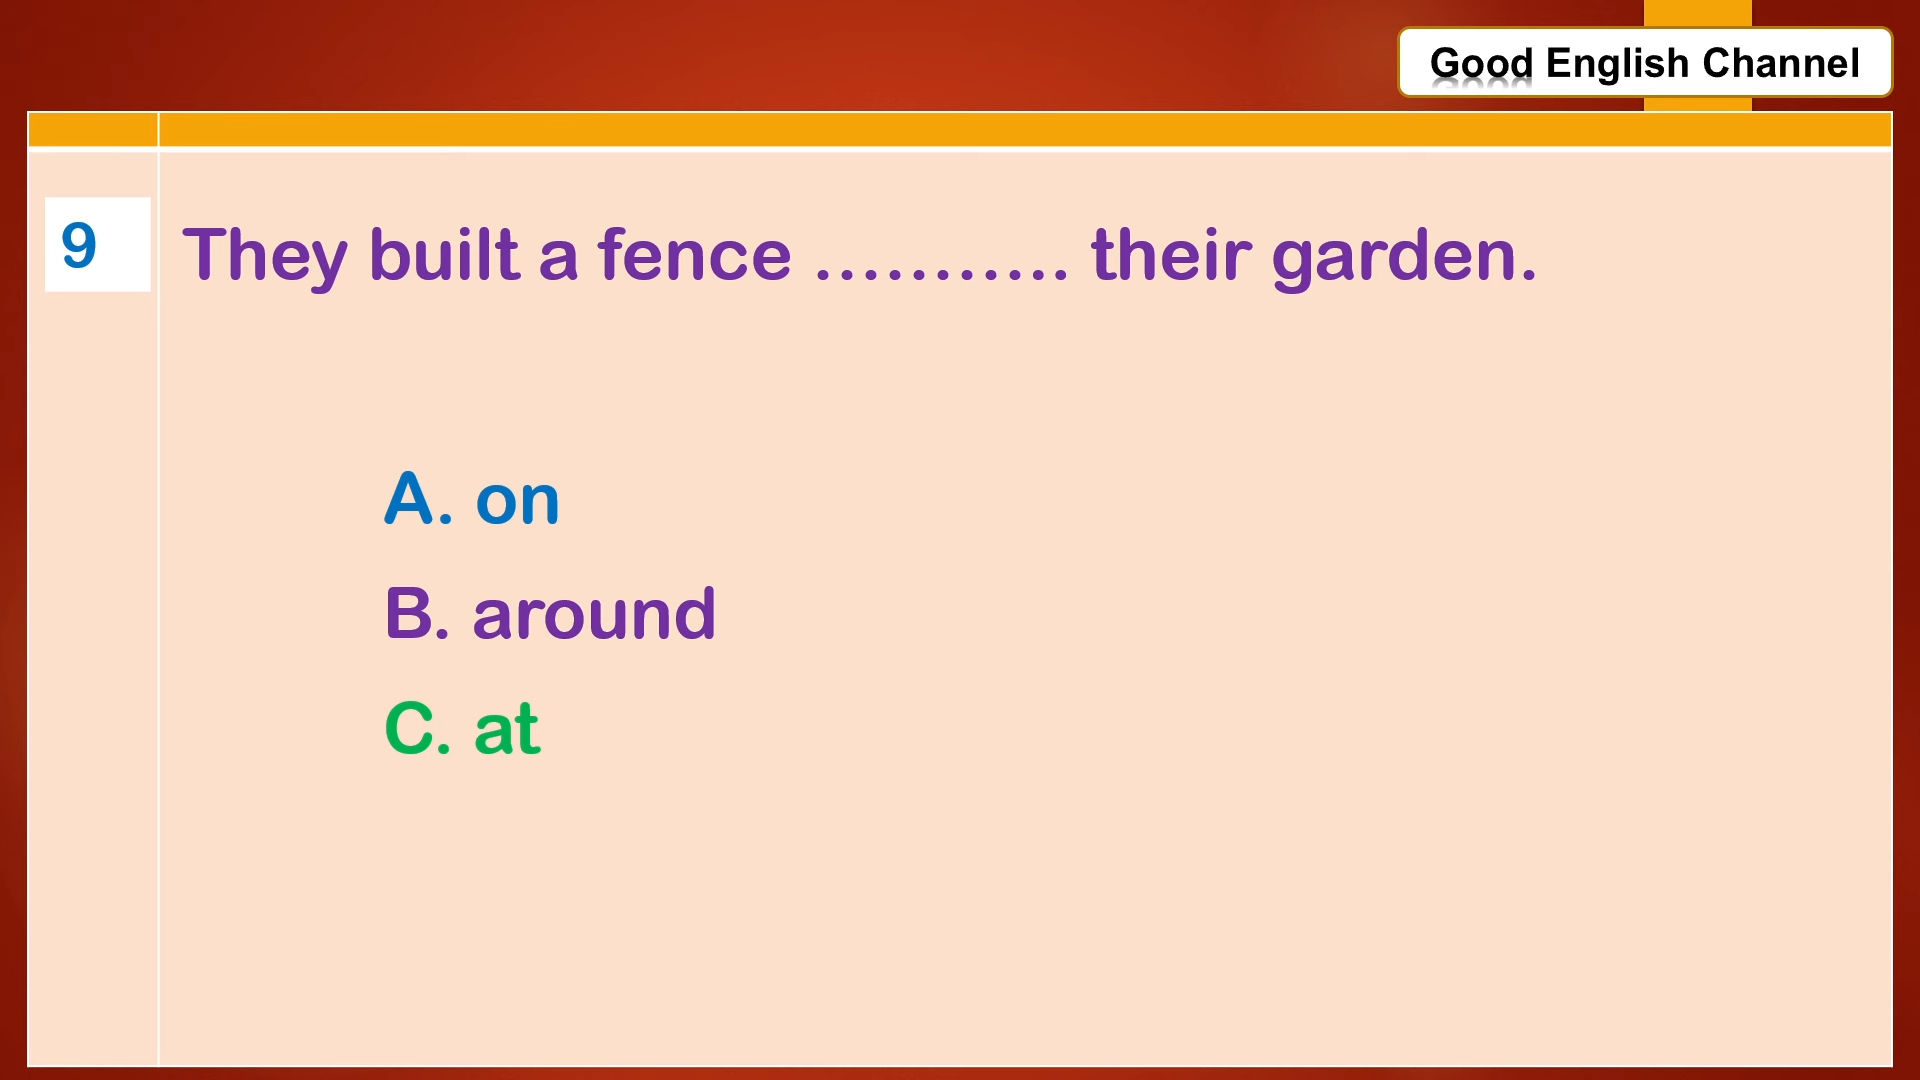 Good English Channel
9
They built a fence ........... their garden.
A. on
B. around
C. at